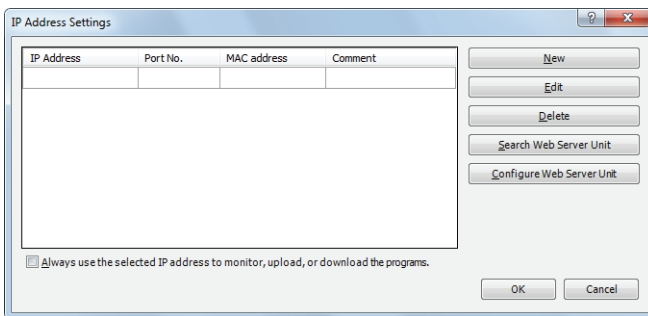 IP Address Settings
IP Address Port No. MAC address Comment
New
Edit
Delete
Search Web Server Unit
Configure Web Server Unit
Always use the selected IP address to monitor, upload, or download the programs.
OK Cancel